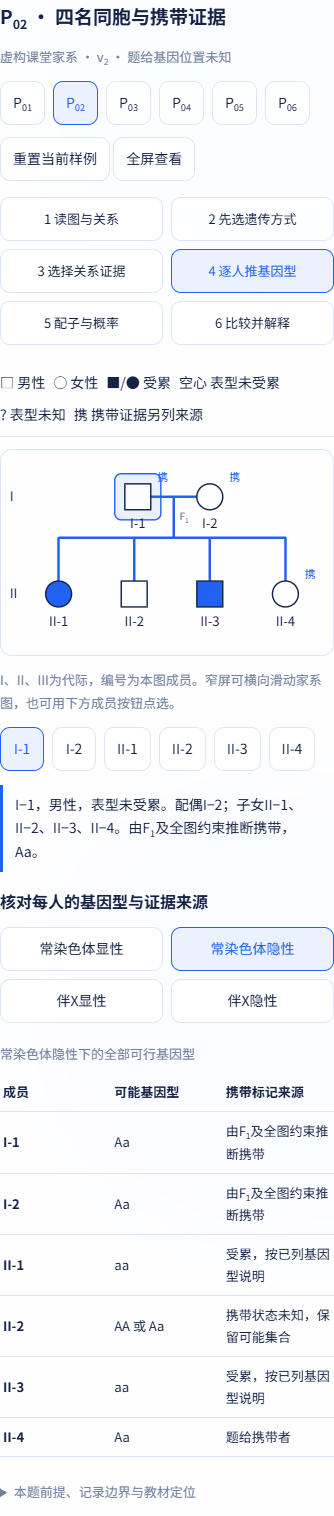 P₀₂ · 四名同胞与携带证据
虚构课堂家系 · v₂ · 题给基因位置未知
P₀₁ P₀₂ P₀₃ P₀₄ P₀₅ P₀₆
重置当前样例 全屏查看
1 读图与关系 2 先选遗传方式
3 选择关系证据 4 逐人推基因型
5 配子与概率 6 比较并解释
□ 男性 ○ 女性 ■/● 受累 空心 表型未受累
? 表型未知 携 携带证据另列来源
携 携
I
I-1 F₁ I-2
携
II
II-1 II-2 II-3 II-4
I、II、III为代际，编号为本图成员。窄屏可横向滑动家系
图，也可用下方成员按钮点选。
I-1 I-2 II-1 II-2 II-3 II-4
I−1，男性，表型未受累。配偶I−2；子女II−1、
II−2、II−3、II−4。由F₁及全图约束推断携带，
Aa。
核对每人的基因型与证据来源
常染色体显性 常染色体隐性
伴X显性 伴X隐性
常染色体隐性下的全部可行基因型
成员 可能基因型 携带标记来源
I-1 Aa 由F₁及全图约束推
断携带
I-2 Aa 由F₁及全图约束推
断携带
II-1 aa 受累，按已列基因
型说明
II-2 AA 或 Aa 携带状态未知，保
留可能集合
II-3 aa 受累，按已列基因
型说明
II-4 Aa 题给携带者
▶ 本题前提、记录边界与教材定位